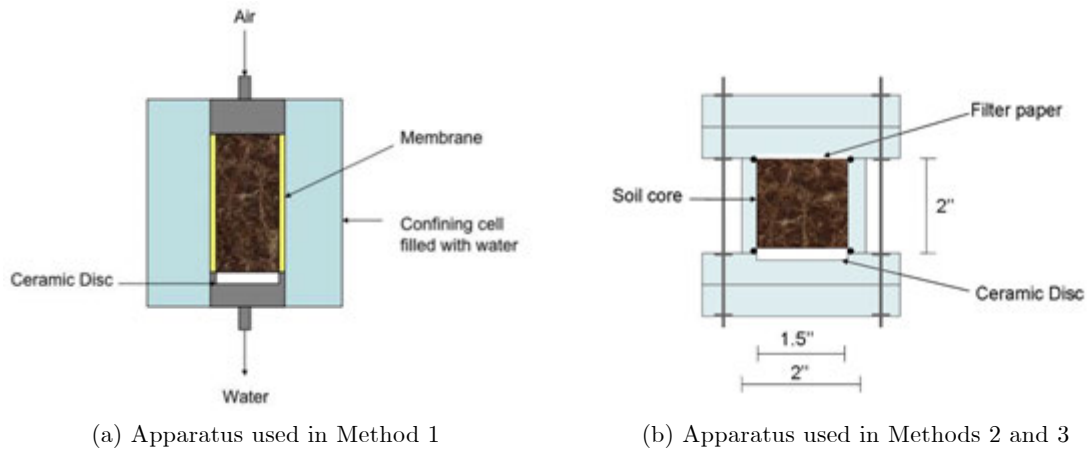 Air
Membrane
Confining cell
filled with water
Ceramic Disc
Water
(a) Apparatus used in Method 1
Filter paper
Soil core
2"
Ceramic Disc
1.5"
2"
(b) Apparatus used in Methods 2 and 3